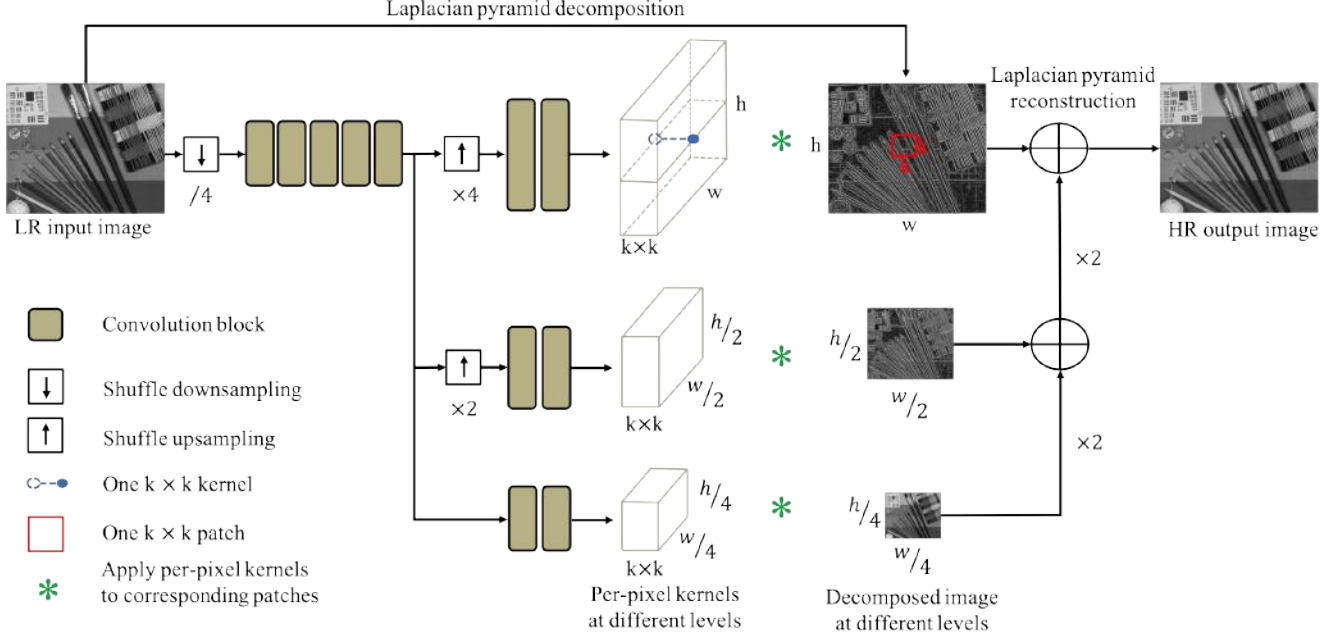 Laplacian pyramid decomposition
LR input image
/4
×4
h
w
k×k
h
w
Laplacian pyramid
reconstruction
HR output image
×2
×2
h/2
w/2
k×k
h/2
w/2
×2
h/4
w/4
k×k
h/4
w/4
Convolution block
Shuffle downsampling
Shuffle upsampling
One k × k kernel
One k × k patch
Apply per-pixel kernels
to corresponding patches
Per-pixel kernels
at different levels
Decomposed image
at different levels